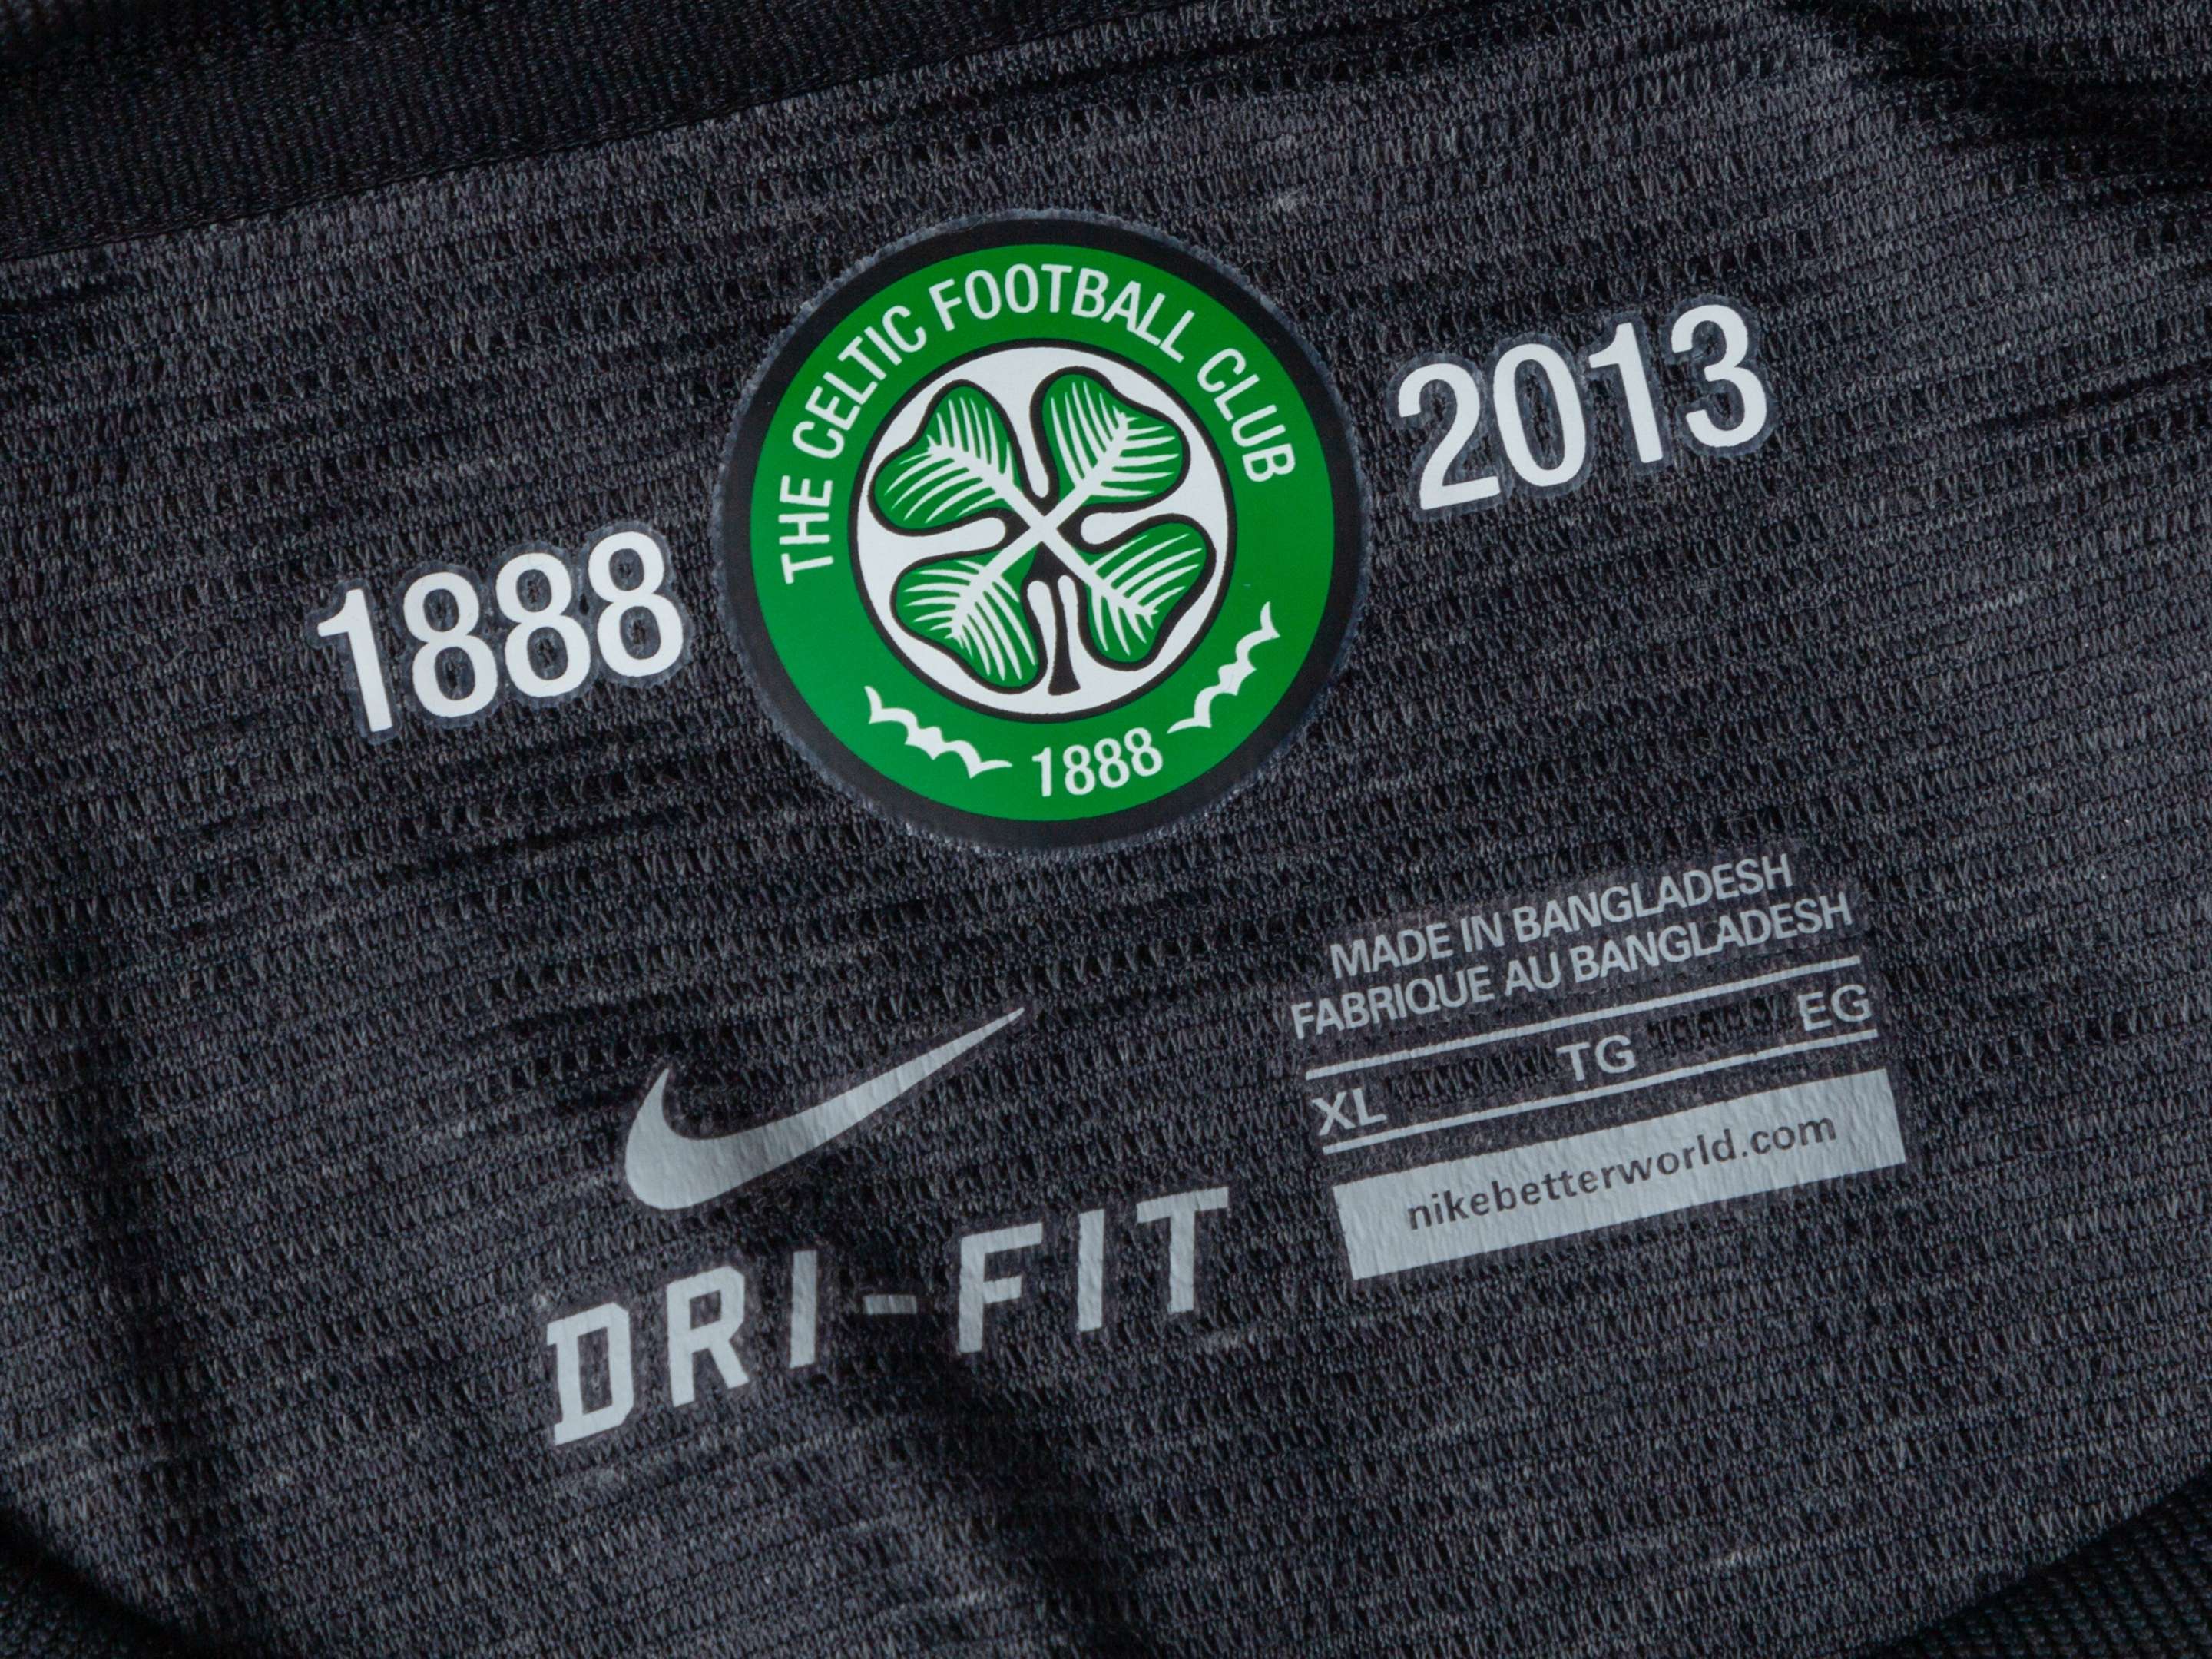 THE CELTIC FOOTBALL CLUB
1888
1888
2013
MADE IN BANGLADESH
FABRIQUE AU BANGLADESH
XL TG EG
nikebetterworld.com
DRI-FIT